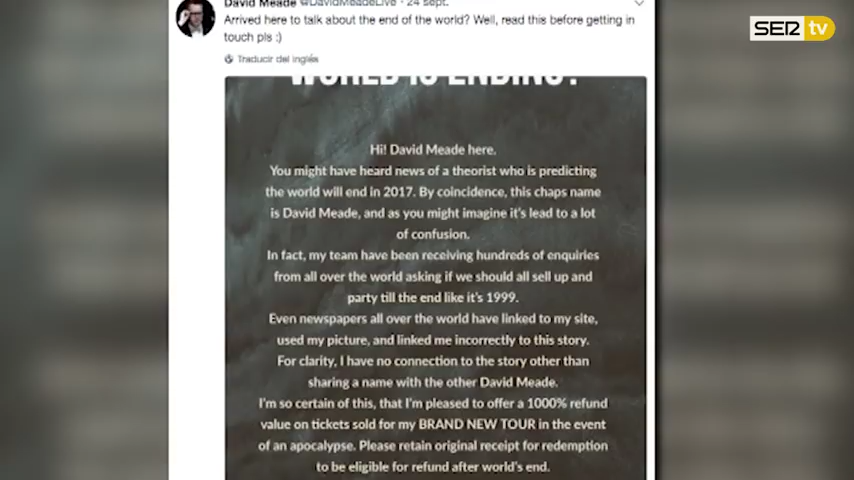 David Meade @DavidMeadeLive · 24 sept.
SER tv
Arrived here to talk about the end of the world? Well, read this before getting in
touch pls :)
Traducir del inglés
WORLD IS ENDING?
Hi! David Meade here.
You might have heard news of a theorist who is predicting
the world will end in 2017. By coincidence, this chaps name
is David Meade, and as you might imagine it's lead to a lot
of confusion.
In fact, my team have been receiving hundreds of enquiries
from all over the world asking if we should all sell up and
party till the end like it's 1999.
Even newspapers all over the world have linked to my site,
used my picture, and linked me incorrectly to this story.
For clarity, I have no connection to the story other than
sharing a name with the other David Meade.
I'm so certain of this, that I'm pleased to offer a 1000% refund
value on tickets sold for my BRAND NEW TOUR in the event
of an apocalypse. Please retain original receipt for redemption
to be eligible for refund after world's end.